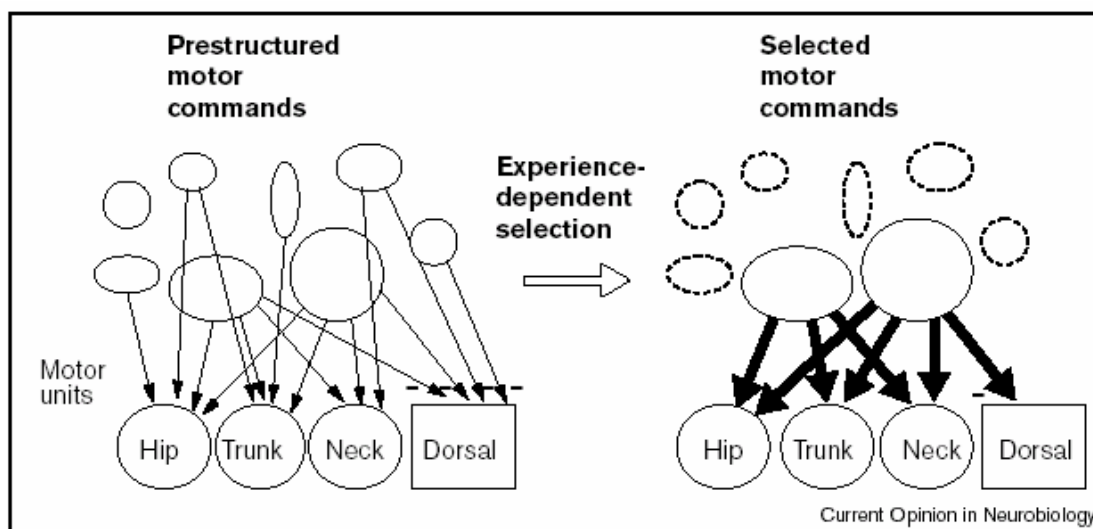 Prestructured
motor
commands
Selected
motor
commands
Experience-
dependent
selection
Motor
units
Hip
Trunk
Neck
Dorsal
Hip
Trunk
Neck
Dorsal
Current Opinion in Neurobiology